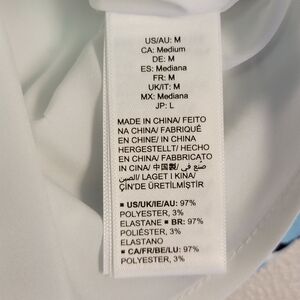 US/AU: M
CA: Medium
DE: M
ES: Mediana
FR: M
UK/IT: M
MX: Mediana
JP: L
MADE IN CHINA/ FEITO
NA CHINA/ FABRIQUÉ
EN CHINE/ IN CHINA
HERGESTELLT/ HECHO
EN CHINA/ FABBRICATO
IN CINA/ 中国製/ صنع في
الصين/ LAGET I KINA/
ÇİN'DE ÜRETİLMİŞTİR
■ US/UK/IE/AU: 97%
POLYESTER, 3%
ELASTANE ■ BR: 97%
POLIÉSTER, 3%
ELASTANO
■ CA/FR/BE/LU: 97%
POLYESTER, 3%